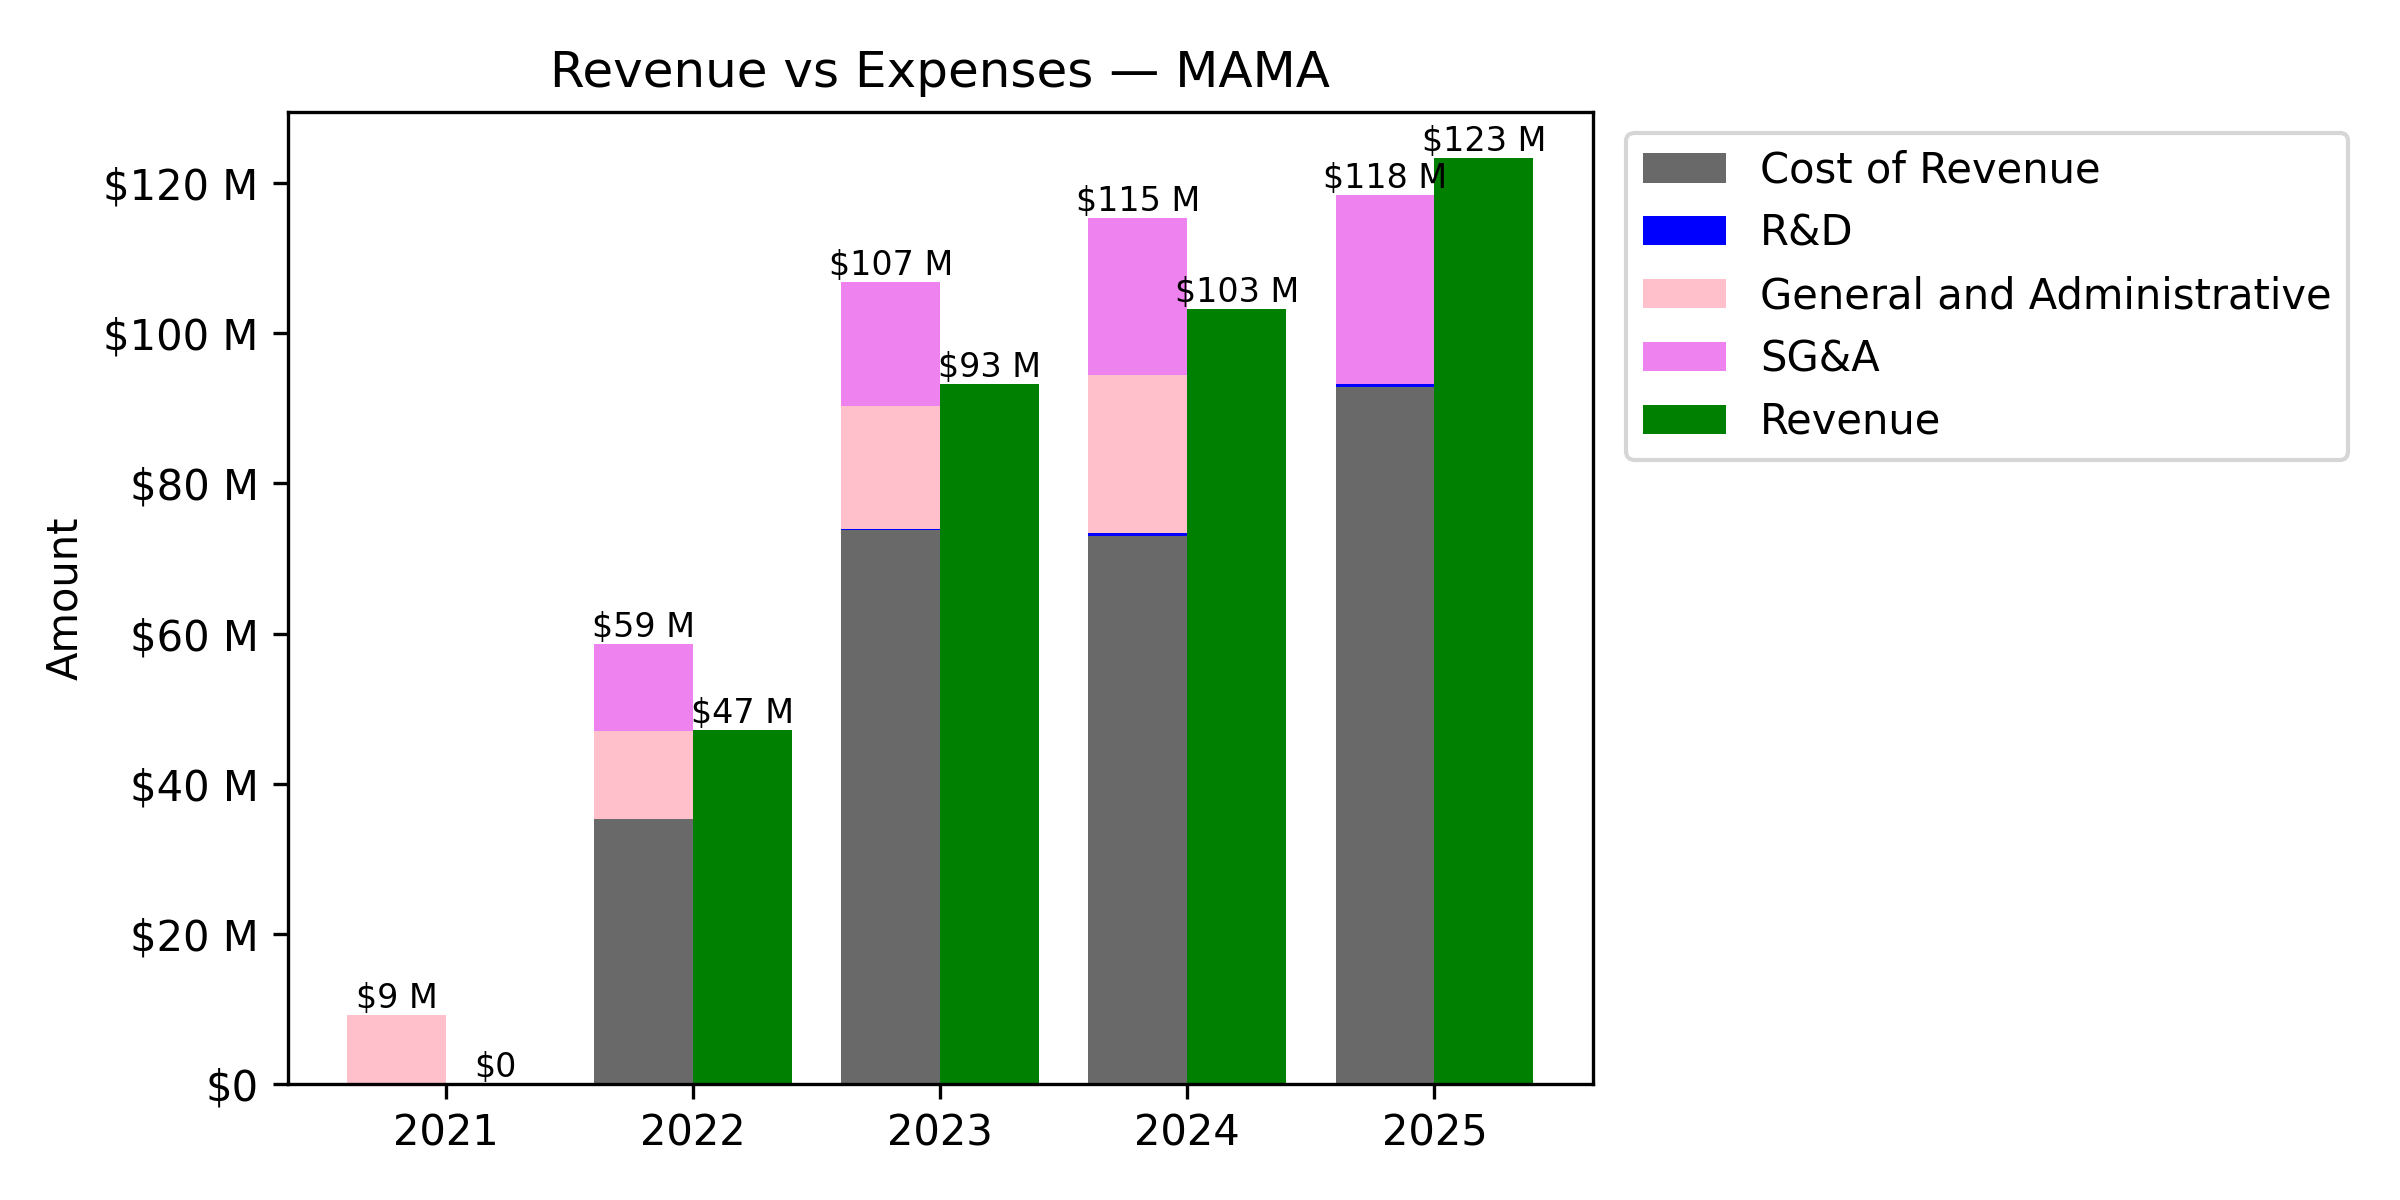 Revenue vs Expenses — MAMA
Amount
$120 M
$100 M
$80 M
$60 M
$40 M
$20 M
$0
$9 M
$0
$59 M
$47 M
$107 M
$93 M
$115 M
$103 M
$118 M
$123 M
2021
2022
2023
2024
2025
Cost of Revenue
R&D
General and Administrative
SG&A
Revenue